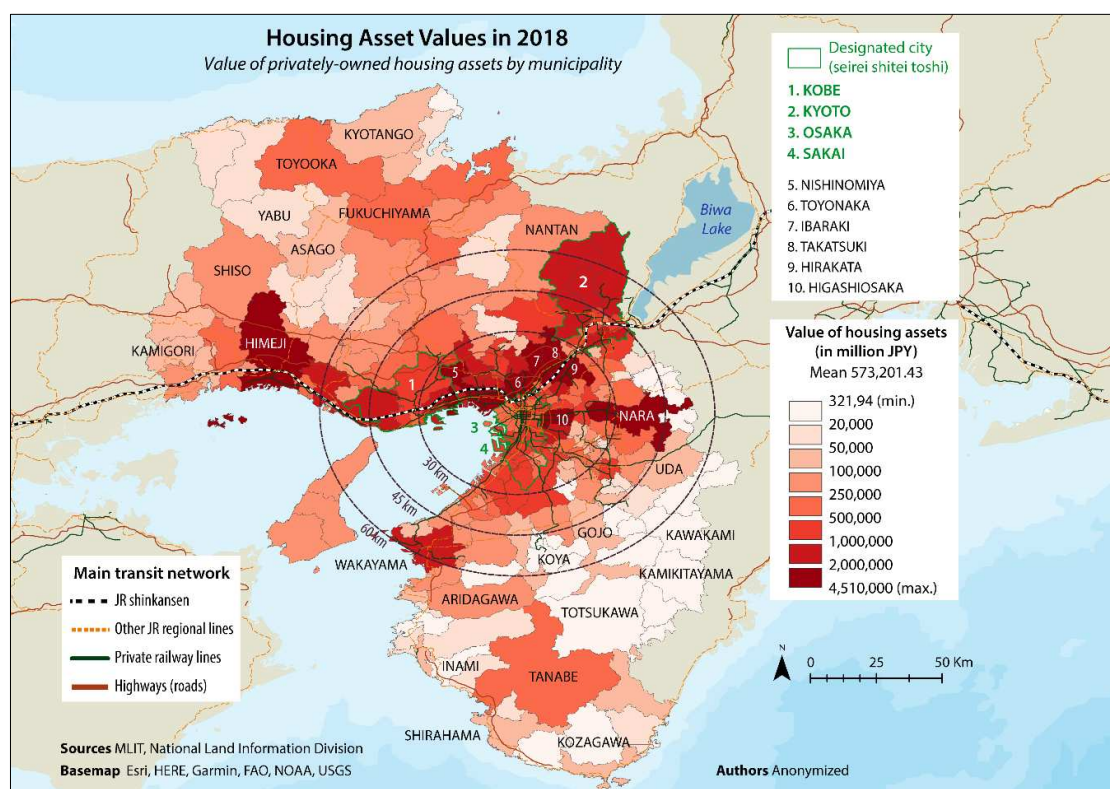 Housing Asset Values in 2018
Value of privately-owned housing assets by municipality
Designated city
(seirei shitei toshi)
1. KOBE
2. KYOTO
3. OSAKA
4. SAKAI
5. NISHINOMIYA
6. TOYONAKA
7. IBARAKI
8. TAKATSUKI
9. HIRAKATA
10. HIGASHIOSAKA
Value of housing assets
(in million JPY)
Mean 573,201.43
321,94 (min.)
20,000
50,000
100,000
250,000
500,000
1,000,000
2,000,000
4,510,000 (max.)
KYOTANGO
TOYOOKA
YABU
FUKUCHIYAMA
NANTAN
Biwa
Lake
ASAGO
SHISO
2
HIMEJI
KAMIGORI
1
5
6
7
8
9
10
NARA
3
4
30 km
45 km
60km
UDA
GOJO
KAWAKAMI
WAKAYAMA
KOYA
KAMIKITAYAMA
ARIDAGAWA
TOTSUKAWA
INAMI
TANABE
SHIRAHAMA
KOZAGAWA
Main transit network
JR shinkansen
Other JR regional lines
Private railway lines
Highways (roads)
N
0 25 50 Km
Sources MLIT, National Land Information Division
Basemap Esri, HERE, Garmin, FAO, NOAA, USGS
Authors Anonymized